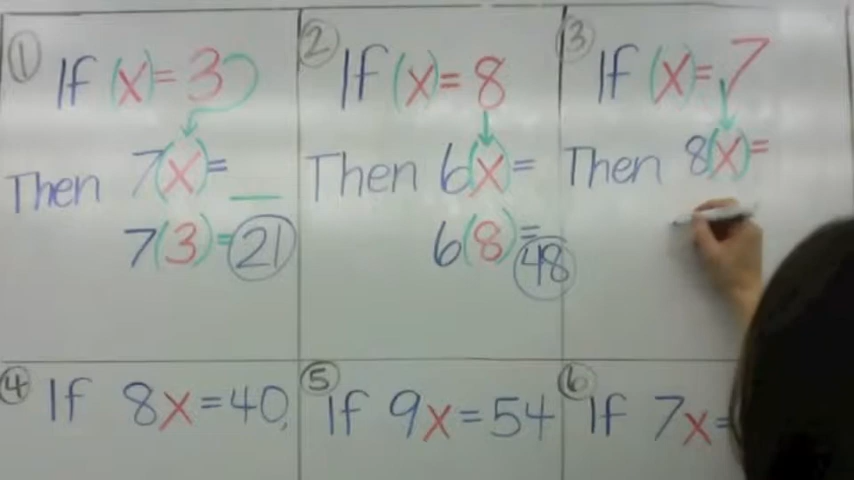 ① If (x) = 3
Then 7(x) = __
7(3) = 21
② If (x) = 8
Then 6(x) =
6(8) = 48
③ If (x) = 7
Then 8(x) =
④ If 8x = 40,
⑤ If 9x = 54
⑥ If 7x =